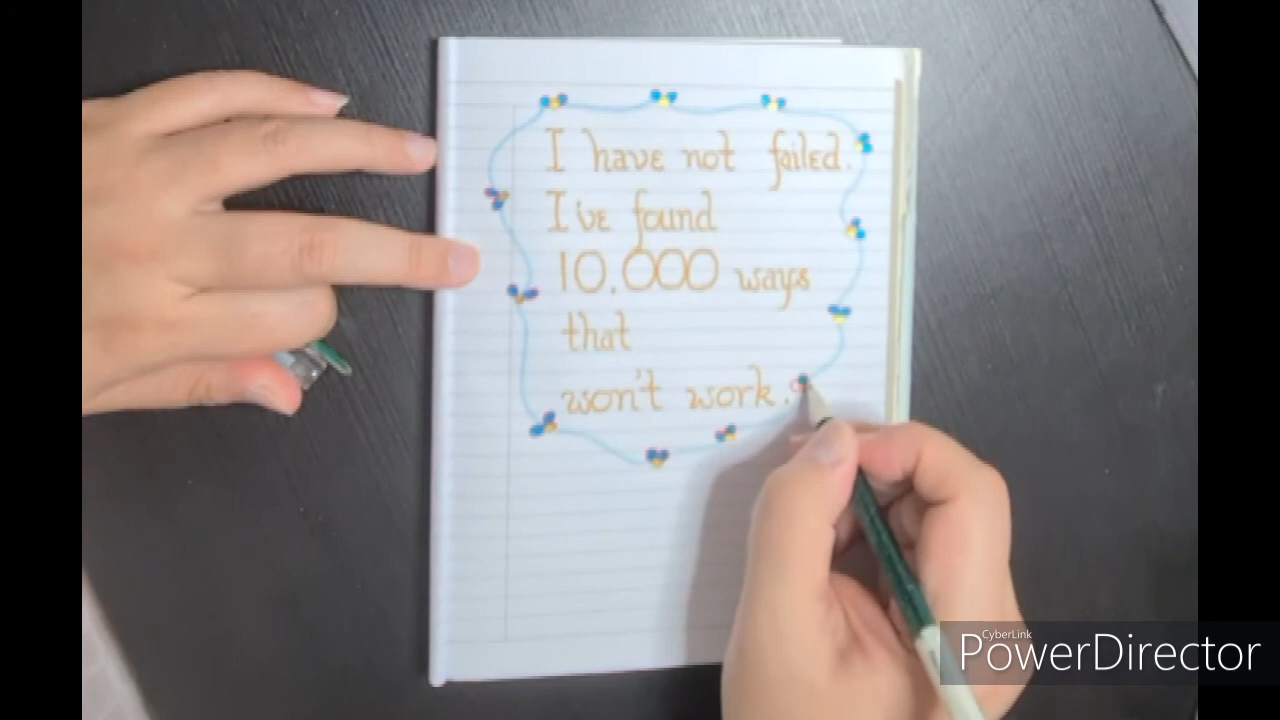 I have not failed.
I've found
10,000 ways
that
won't work.
CyberLink
PowerDirector